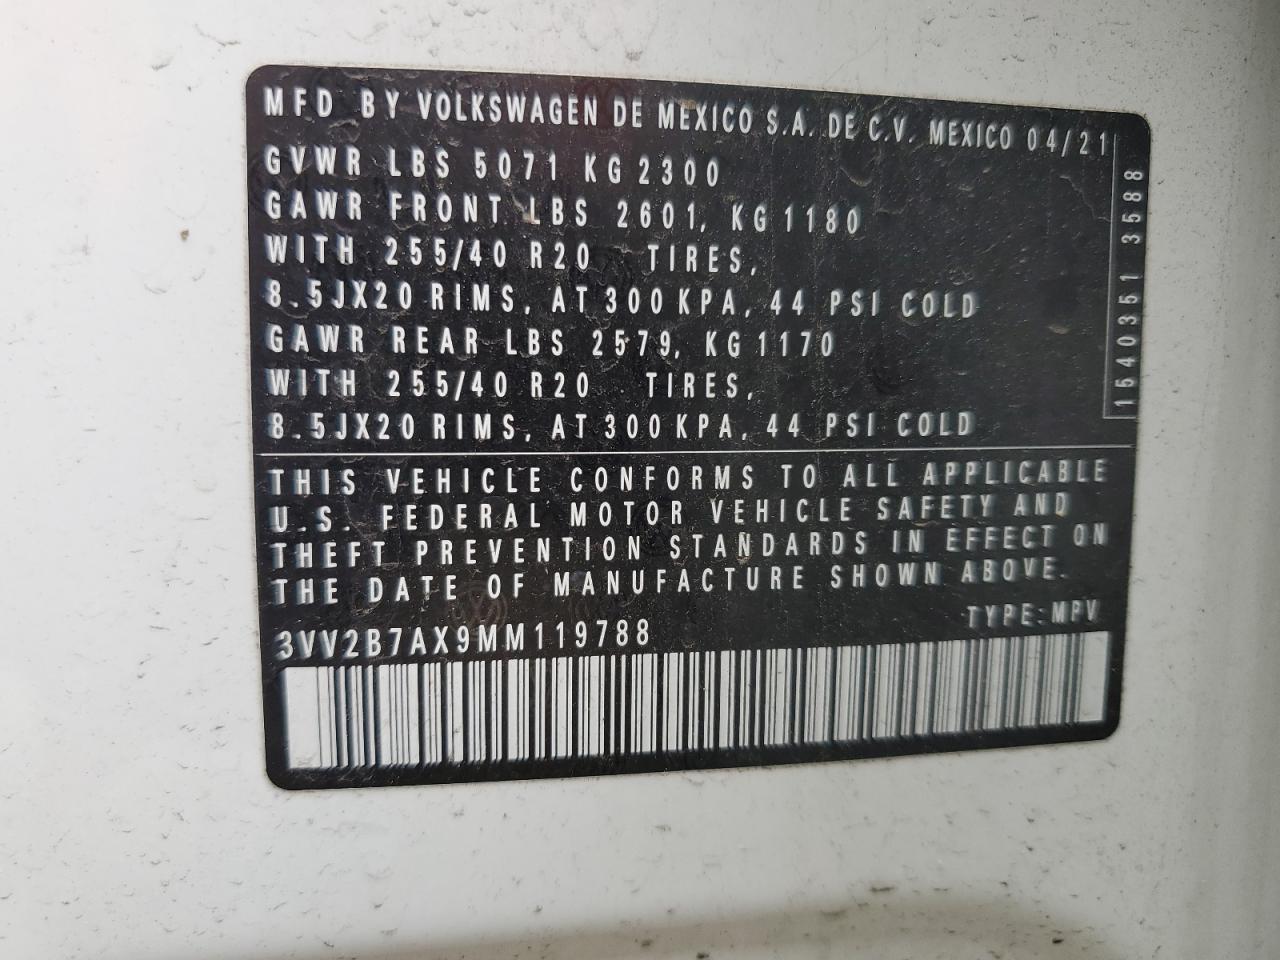 MFD BY VOLKSWAGEN DE MEXICO S.A. DE C.V. MEXICO 04/21
GVWR LBS 5071 KG 2300
GAWR FRONT LBS 2601, KG 1180
WITH 255/40 R20 TIRES,
8.5JX20 RIMS, AT 300 KPA, 44 PSI COLD
GAWR REAR LBS 2579, KG 1170
WITH 255/40 R20 TIRES,
8.5JX20 RIMS, AT 300 KPA, 44 PSI COLD
1540351 3588
THIS VEHICLE CONFORMS TO ALL APPLICABLE
U.S. FEDERAL MOTOR VEHICLE SAFETY AND
THEFT PREVENTION STANDARDS IN EFFECT ON
THE DATE OF MANUFACTURE SHOWN ABOVE.
TYPE: MPV
3VV2B7AX9MM119788